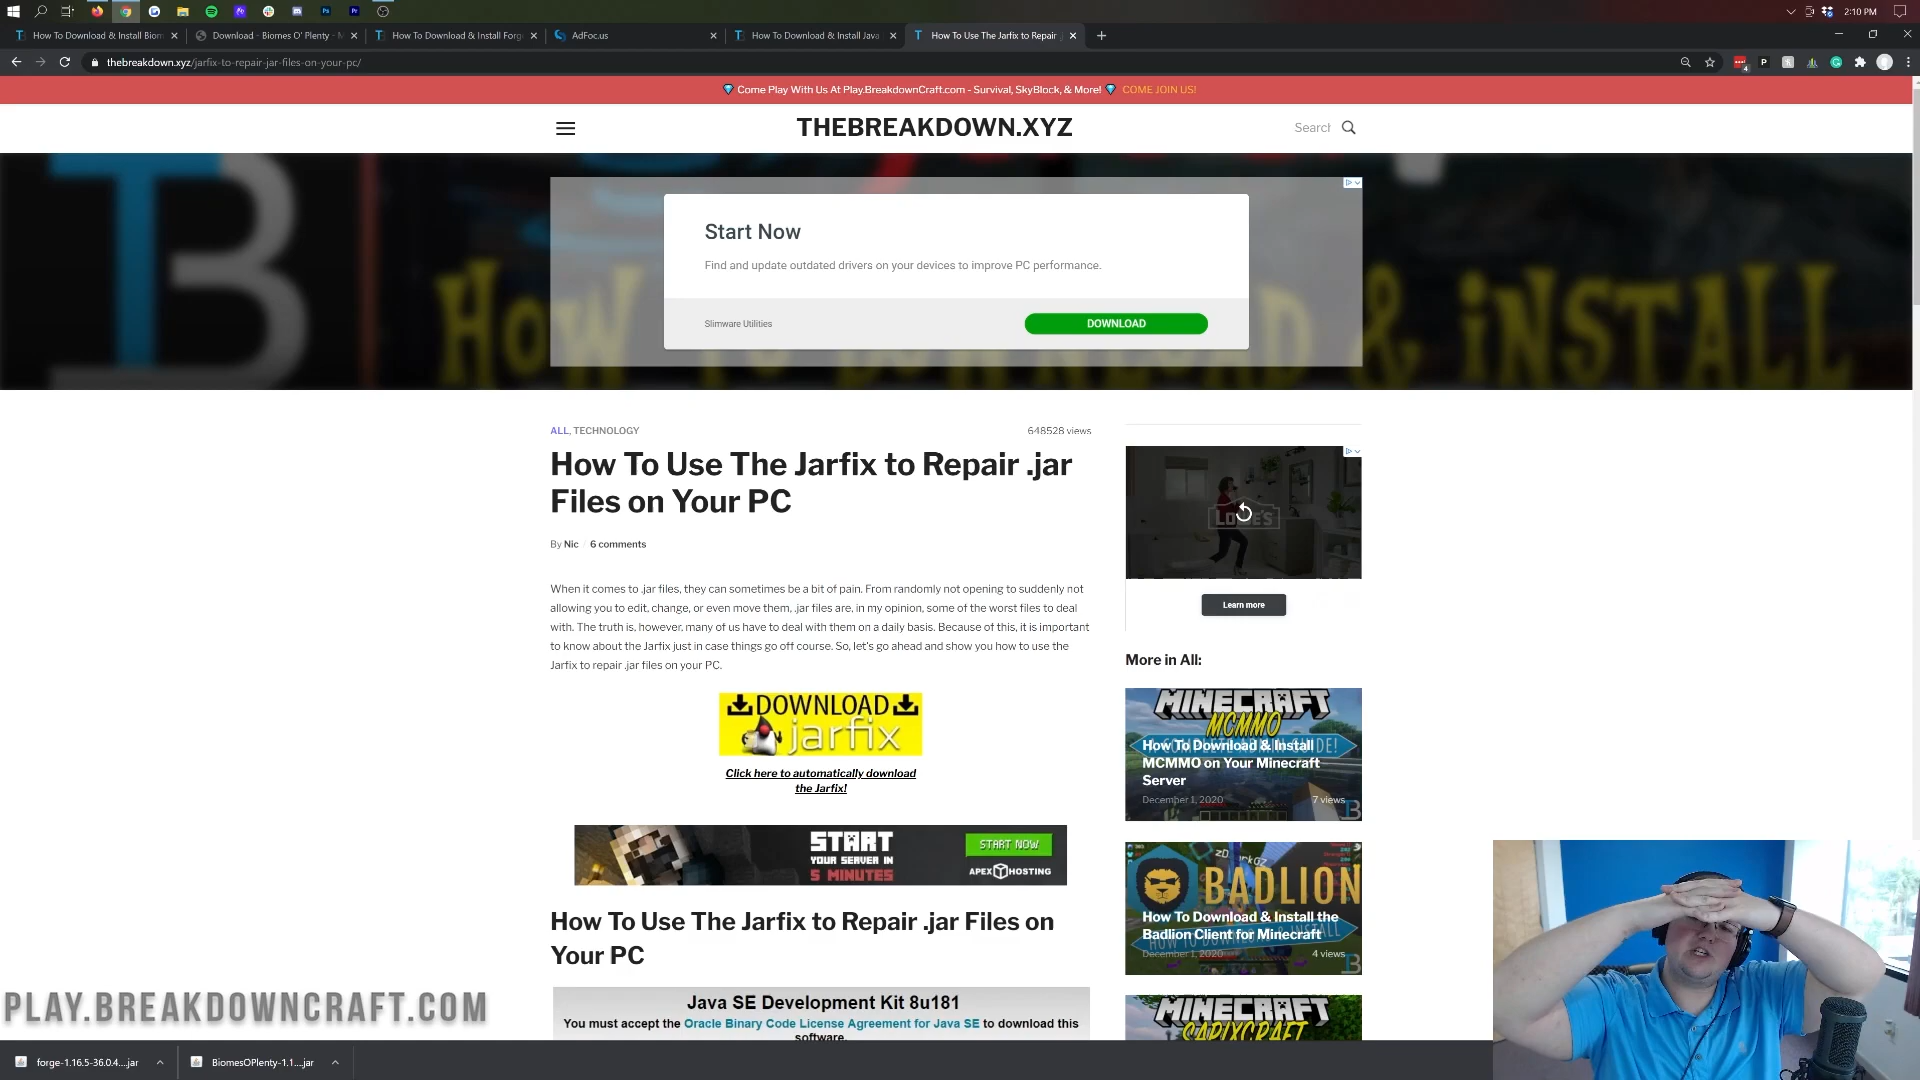 2:10 PM
How To Download & Install Biom
Download - Biomes O' Plenty - M
How To Download & Install Forg
AdFoc.us
How To Download & Install Java
How To Use The Jarfix to Repair
thebreakdown.xyz/jarfix-to-repair-jar-files-on-your-pc/
Come Play With Us At Play.BreakdownCraft.com - Survival, SkyBlock, & More! COME JOIN US!
THEBREAKDOWN.XYZ
Search
HOW TO DOWNLOAD & INSTALL
Start Now
Find and update outdated drivers on your devices to improve PC performance.
Slimware Utilities
DOWNLOAD
ALL, TECHNOLOGY
648528 views
How To Use The Jarfix to Repair .jar
Files on Your PC
By Nic / 6 comments
When it comes to .jar files, they can sometimes be a bit of pain. From randomly not opening to suddenly not
allowing you to edit, change, or even move them, .jar files are, in my opinion, some of the worst files to deal
with. The truth is, however, many of us have to deal with them on a daily basis. Because of this, it is important
to know about the Jarfix just in case things go off course. So, let's go ahead and show you how to use the
Jarfix to repair .jar files on your PC.
DOWNLOAD
jarfix
Click here to automatically download
the Jarfix!
START
YOUR SERVER IN
5 MINUTES
START NOW
APEX HOSTING
How To Use The Jarfix to Repair .jar Files on
Your PC
Java SE Development Kit 8u181
You must accept the Oracle Binary Code License Agreement for Java SE to download this
software.
LOWE'S
Learn more
More in All:
MINECRAFT
MCMMO
A COMPLETE ADMIN GUIDE!
How To Download & Install
MCMMO on Your Minecraft
Server
December 1, 2020
7 views
BADLION
How To Download & Install the
Badlion Client for Minecraft
December 1, 2020
4 views
MINECRAFT
SAPIXCRAFT
PLAY.BREAKDOWNCRAFT.COM
forge-1.16.5-36.0.4....jar
BiomesOPlenty-1.1....jar